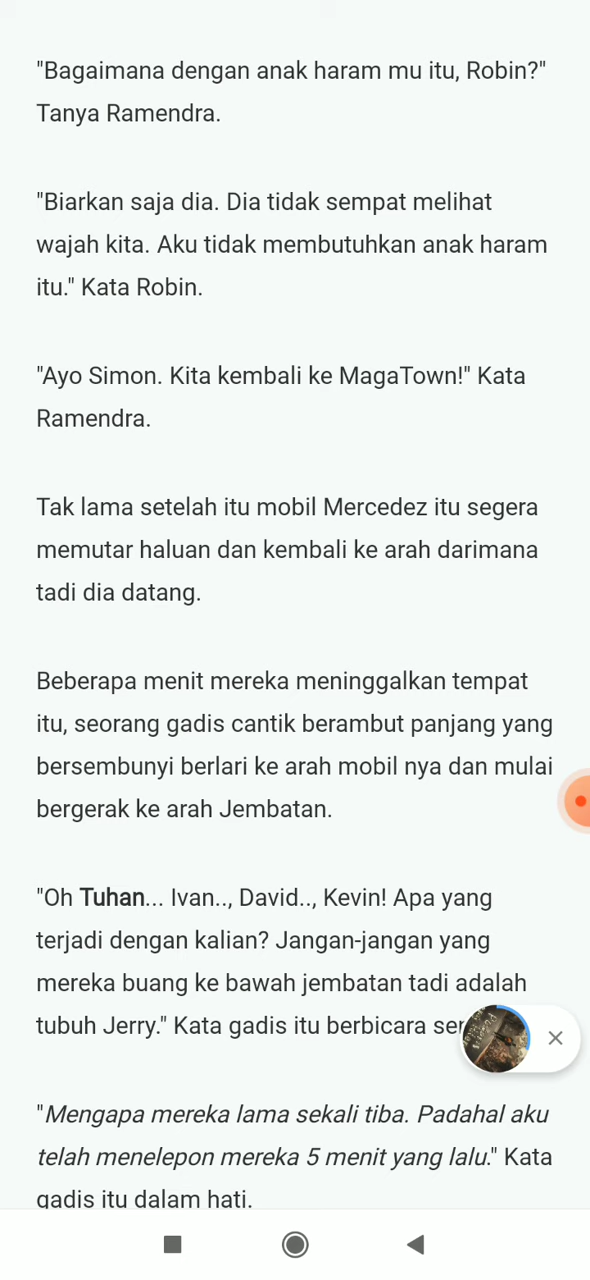 "Bagaimana dengan anak haram mu itu, Robin?"
Tanya Ramendra.
"Biarkan saja dia. Dia tidak sempat melihat
wajah kita. Aku tidak membutuhkan anak haram
itu." Kata Robin.
"Ayo Simon. Kita kembali ke MagaTown!" Kata
Ramendra.
Tak lama setelah itu mobil Mercedez itu segera
memutar haluan dan kembali ke arah darimana
tadi dia datang.
Beberapa menit mereka meninggalkan tempat
itu, seorang gadis cantik berambut panjang yang
bersembunyi berlari ke arah mobil nya dan mulai
bergerak ke arah Jembatan.
"Oh Tuhan... Ivan.., David.., Kevin! Apa yang
terjadi dengan kalian? Jangan-jangan yang
mereka buang ke bawah jembatan tadi adalah
tubuh Jerry." Kata gadis itu berbicara
"Mengapa mereka lama sekali tiba. Padahal aku
telah menelepon mereka 5 menit yang lalu." Kata
gadis itu dalam hati.